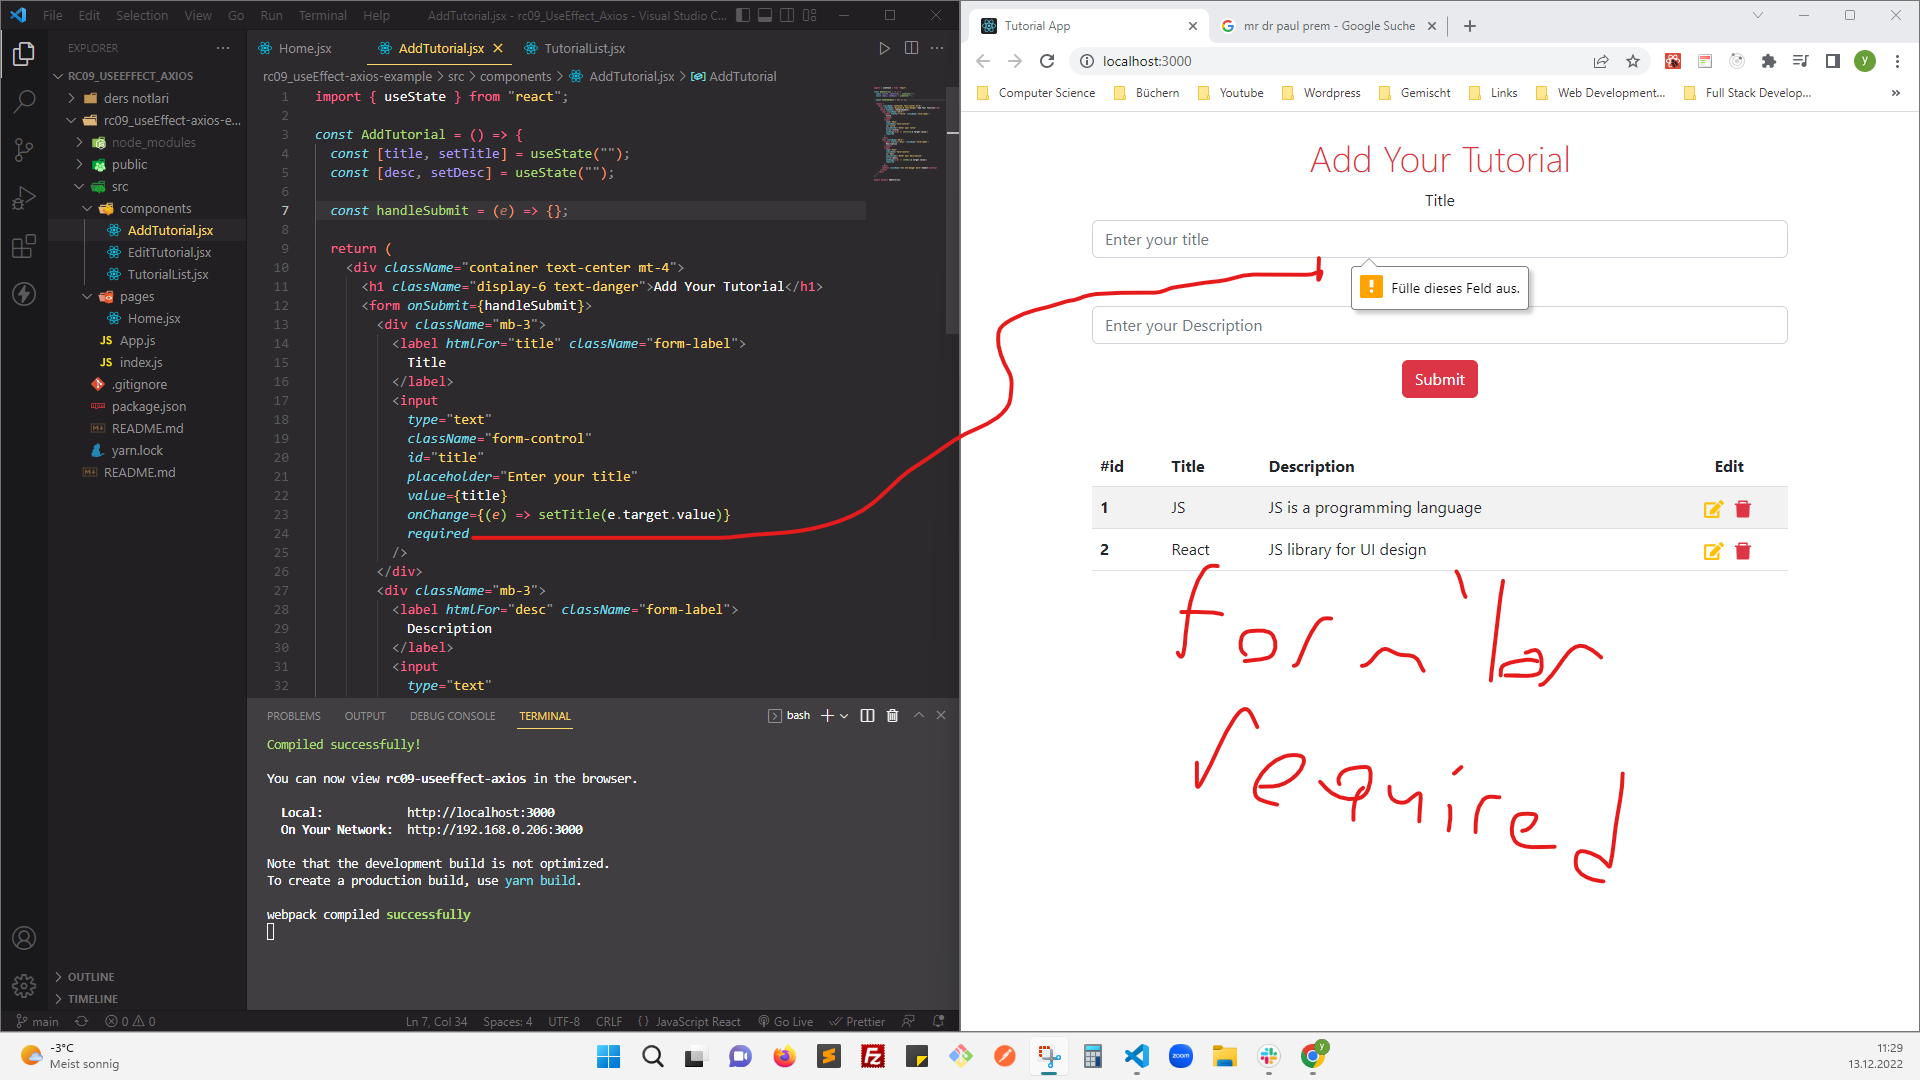 File Edit Selection View Go Run Terminal Help AddTutorial.jsx - rc09_UseEffect_Axios - Visual Studio C...
EXPLORER
RC09_USEEFFFECT_AXIOS
ders notlari
rc09_useEffect-axios-e...
node_modules
public
src
components
AddTutorial.jsx
EditTutorial.jsx
TutorialList.jsx
pages
Home.jsx
JS App.js
JS index.js
.gitignore
package.json
README.md
yarn.lock
README.md
OUTLINE
TIMELINE
Home.jsx AddTutorial.jsx TutorialList.jsx
rc09_useEffect-axios-example > src > components > AddTutorial.jsx > AddTutorial
1 import { useState } from "react";
2
3 const AddTutorial = () => {
4 const [title, setTitle] = useState("");
5 const [desc, setDesc] = useState("");
6
7 const handleSubmit = (e) => {};
8
9 return (
10 <div className="container text-center mt-4">
11 <h1 className="display-6 text-danger">Add Your Tutorial</h1>
12 <form onSubmit={handleSubmit}>
13 <div className="mb-3">
14 <label htmlFor="title" className="form-label">
15 Title
16 </label>
17 <input
18 type="text"
19 className="form-control"
20 id="title"
21 placeholder="Enter your title"
22 value={title}
23 onChange={(e) => setTitle(e.target.value)}
24 required
25 />
26 </div>
27 <div className="mb-3">
28 <label htmlFor="desc" className="form-label">
29 Description
30 </label>
31 <input
32 type="text"
PROBLEMS OUTPUT DEBUG CONSOLE TERMINAL bash
Compiled successfully!
You can now view rc09-useeffect-axios in the browser.
Local: http://localhost:3000
On Your Network: http://192.168.0.206:3000
Note that the development build is not optimized.
To create a production build, use yarn build.
webpack compiled successfully
main 0 0 Ln 7, Col 34 Spaces: 4 UTF-8 CRLF {} JavaScript React Go Live Prettier
Tutorial App mr dr paul prem - Google Suche
localhost:3000
y
Computer Science Büchern Youtube Wordpress Gemischt Links Web Development... Full Stack Develop... »
Add Your Tutorial
Title
Enter your title
Fülle dieses Feld aus.
Enter your Description
Submit
#id Title Description Edit
1 JS JS is a programming language
2 React JS library for UI design
form'lar
required
-3°C
Meist sonnig
zoom
y
11:29
13.12.2022